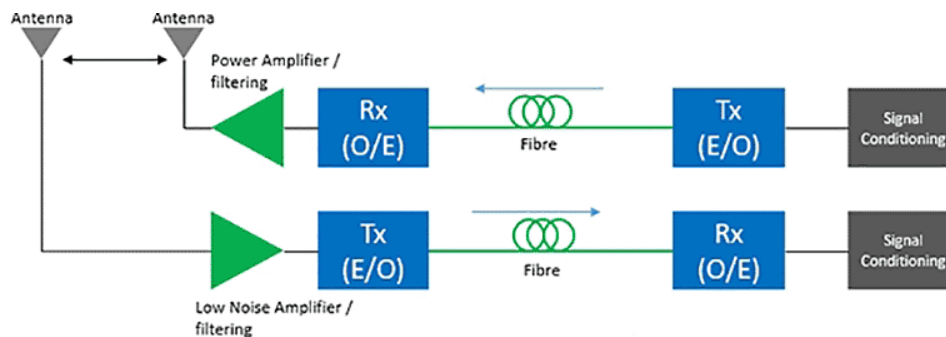 Antenna
Antenna
Power Amplifier /
filtering
Rx
(O/E)
Fibre
Tx
(E/O)
Signal
Conditioning
Low Noise Amplifier /
filtering
Tx
(E/O)
Fibre
Rx
(O/E)
Signal
Conditioning